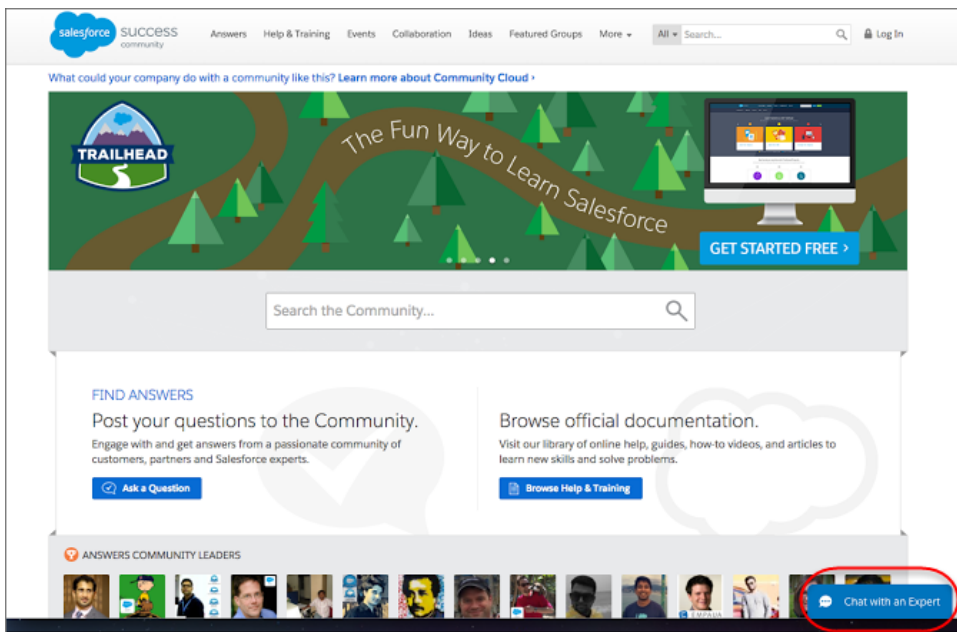 salesforce
success
community
Answers Help & Training Events Collaboration Ideas Featured Groups More All Search... Log In
What could your company do with a community like this? Learn more about Community Cloud ›
TRAILHEAD
The Fun Way to Learn Salesforce
GET STARTED FREE ›
Search the Community...
FIND ANSWERS
Post your questions to the Community.
Engage with and get answers from a passionate community of
customers, partners and Salesforce experts.
Ask a Question
Browse official documentation.
Visit our library of online help, guides, how-to videos, and articles to
learn new skills and solve problems.
Browse Help & Training
ANSWERS COMMUNITY LEADERS
Chat with an Expert